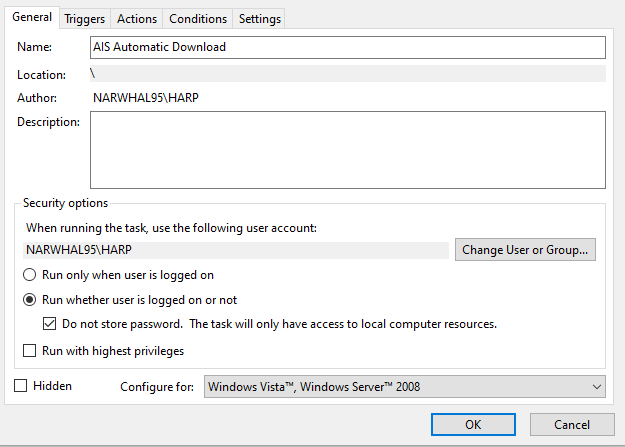 General Triggers Actions Conditions Settings
Name: AIS Automatic Download
Location: \
Author: NARWHAL95\HARP
Description:
Security options
When running the task, use the following user account:
NARWHAL95\HARP Change User or Group...
Run only when user is logged on
Run whether user is logged on or not
Do not store password. The task will only have access to local computer resources.
Run with highest privileges
Hidden Configure for: Windows Vista™, Windows Server™ 2008
OK Cancel